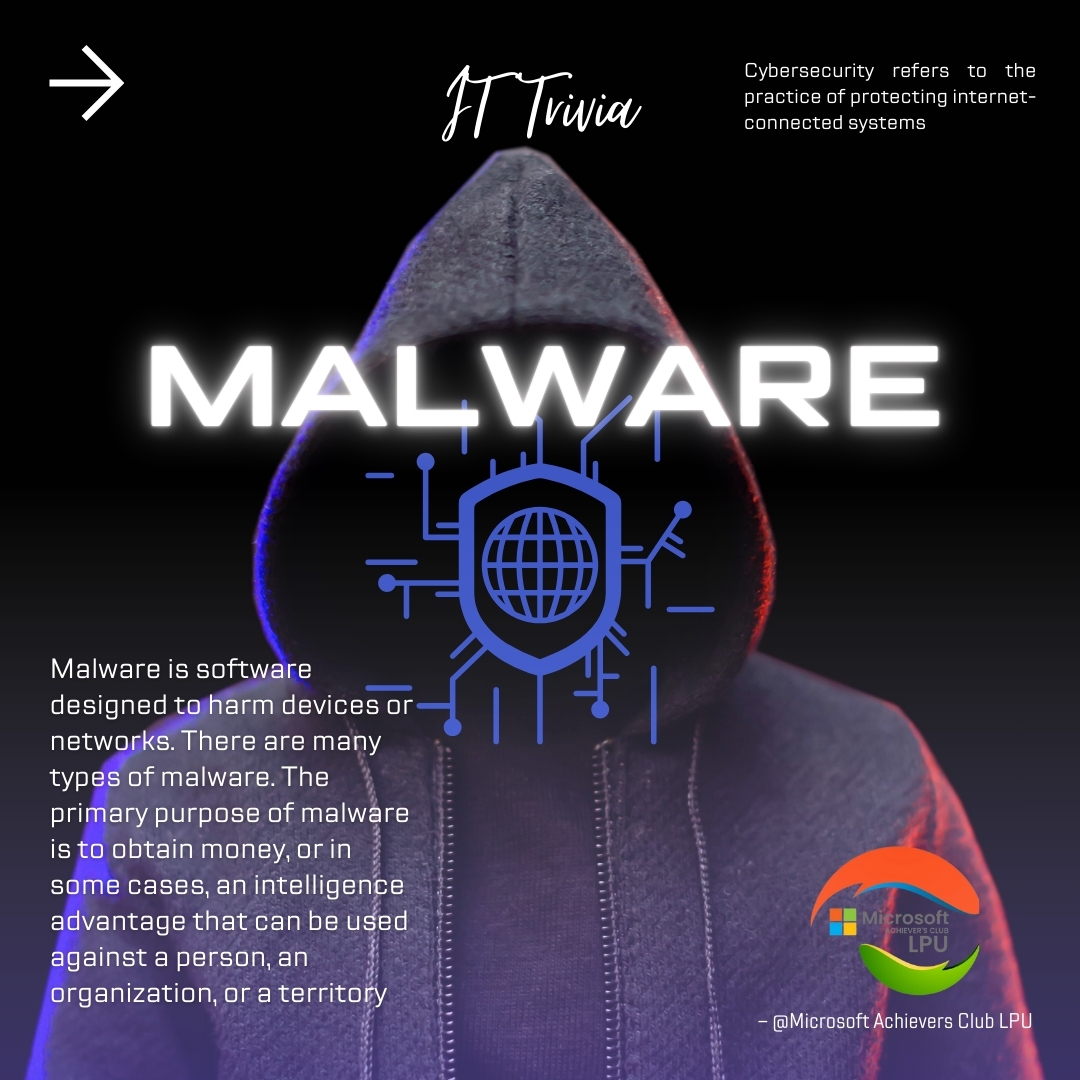 IT Trivia
Cybersecurity refers to the
practice of protecting internet-
connected systems
MALWARE
Malware is software
designed to harm devices or
networks. There are many
types of malware. The
primary purpose of malware
is to obtain money, or in
some cases, an intelligence
advantage that can be used
against a person, an
organization, or a territory
Microsoft
ACHIEVER'S CLUB
LPU
– @Microsoft Achievers Club LPU